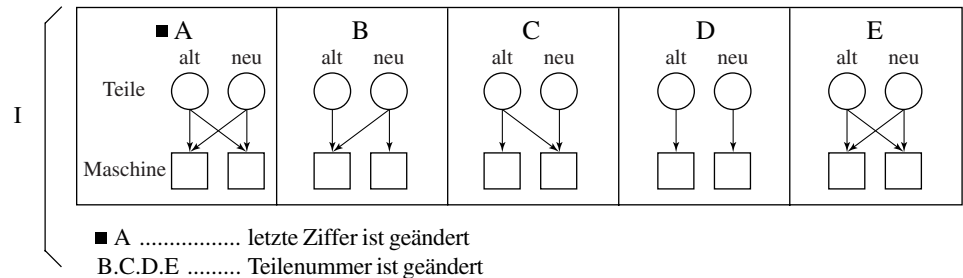 ■ A B C D E
alt neu alt neu alt neu alt neu alt neu
Teile
I
Maschine
■ A .................. letzte Ziffer ist geändert
B.C.D.E ......... Teilenummer ist geändert